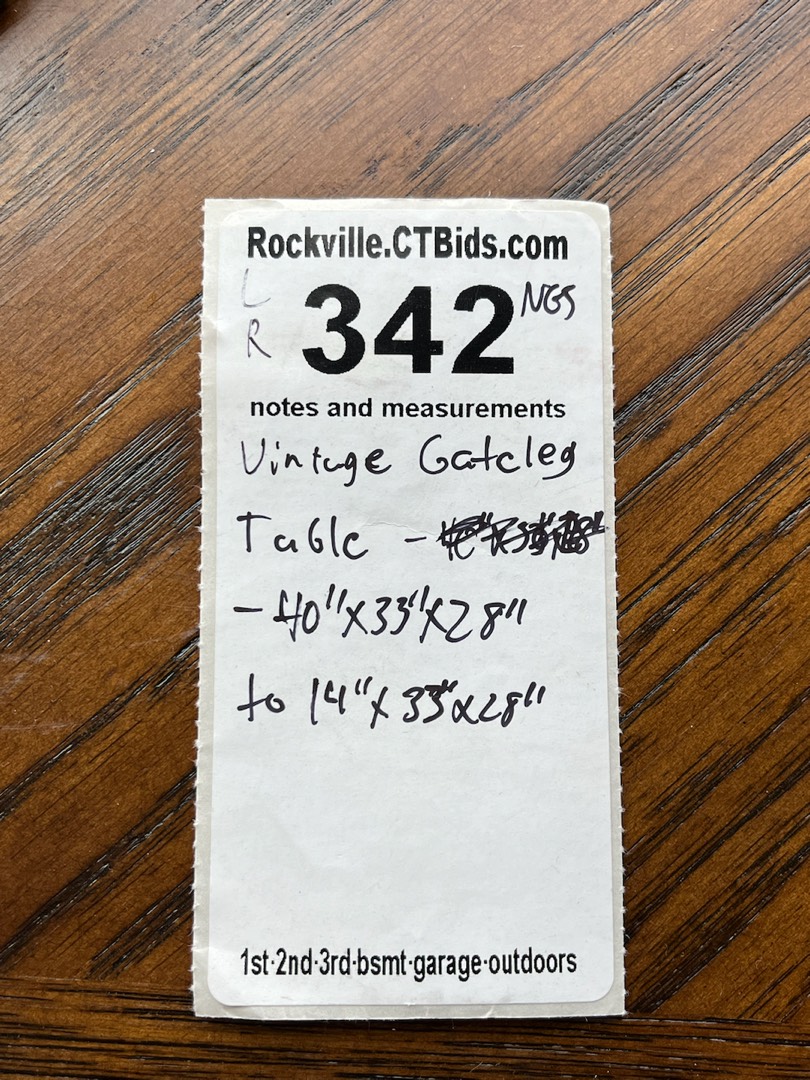 Rockville.CTBids.com
L R 342 NGS
notes and measurements
Vintage Gateleg
Table -
- 40"x33"x28"
to 14"x33"x28"
1st·2nd·3rd·bsmt·garage·outdoors